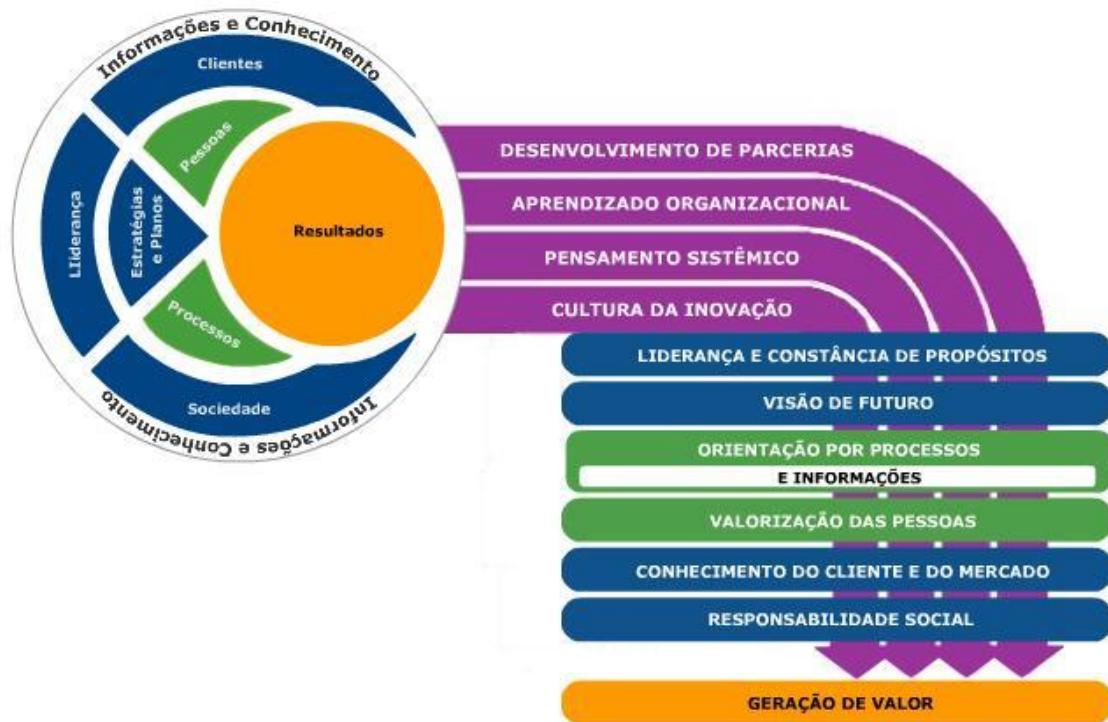 Informações e Conhecimento
Clientes
Pessoas
LIiderança
Estratégias
e Planos
Resultados
Processos
Sociedade
Informações e Conhecimento
DESENVOLVIMENTO DE PARCERIAS
APRENDIZADO ORGANIZACIONAL
PENSAMENTO SISTÊMICO
CULTURA DA INOVAÇÃO
LIDERANÇA E CONSTÂNCIA DE PROPÓSITOS
VISÃO DE FUTURO
ORIENTAÇÃO POR PROCESSOS
E INFORMAÇÕES
VALORIZAÇÃO DAS PESSOAS
CONHECIMENTO DO CLIENTE E DO MERCADO
RESPONSABILIDADE SOCIAL
GERAÇÃO DE VALOR